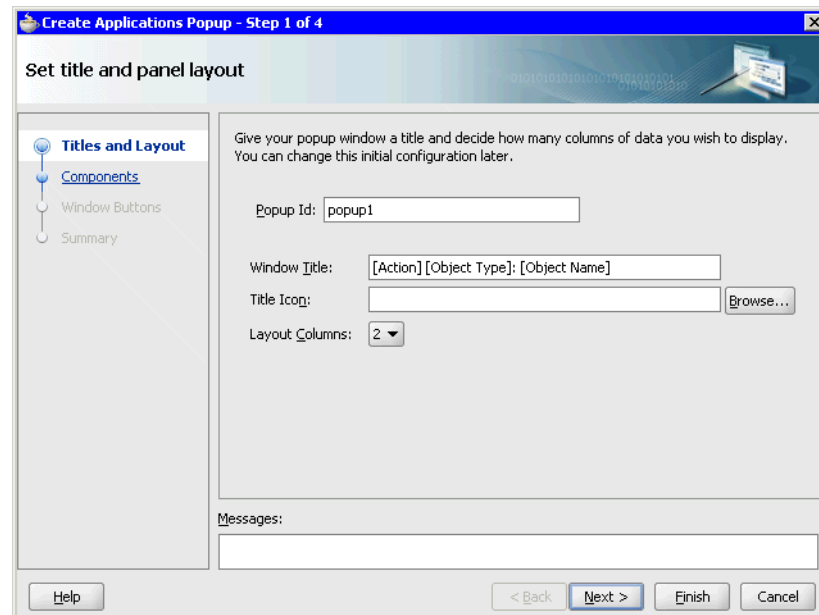 Create Applications Popup - Step 1 of 4
Set title and panel layout
01010101010101010101010101
01010101010
Titles and Layout
Components
Window Buttons
Summary
Give your popup window a title and decide how many columns of data you wish to display.
You can change this initial configuration later.
Popup Id: popup1
Window Title: [Action] [Object Type]: [Object Name]
Title Icon: Browse...
Layout Columns: 2
Messages:
Help < Back Next > Finish Cancel